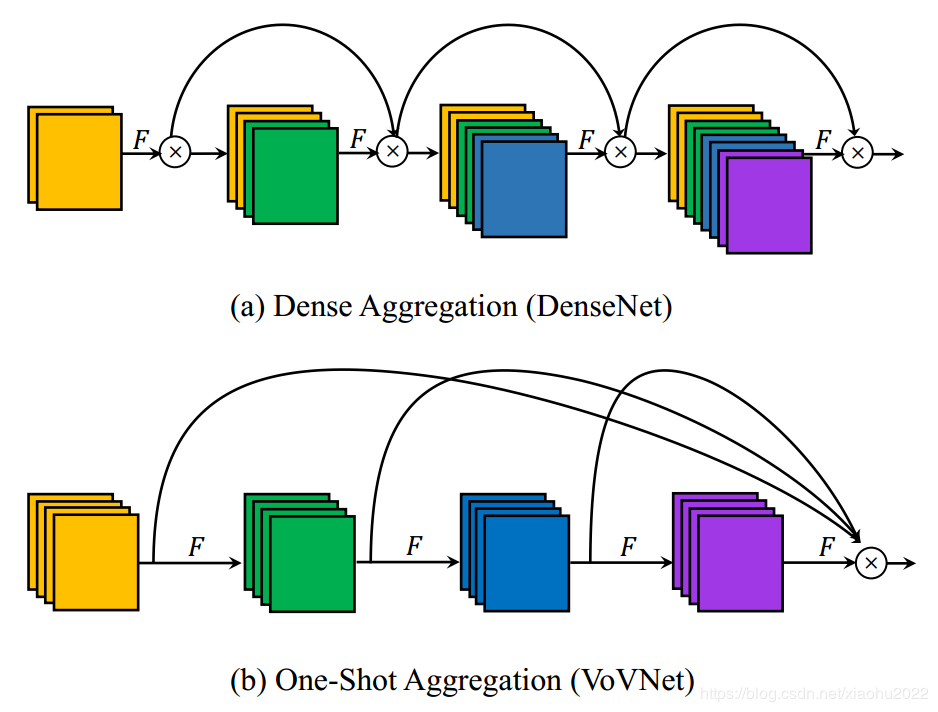 F F F F
(a) Dense Aggregation (DenseNet)
F F F F
(b) One-Shot Aggregation (VoVNet)
https://blog.csdn.net/xiaohu2022